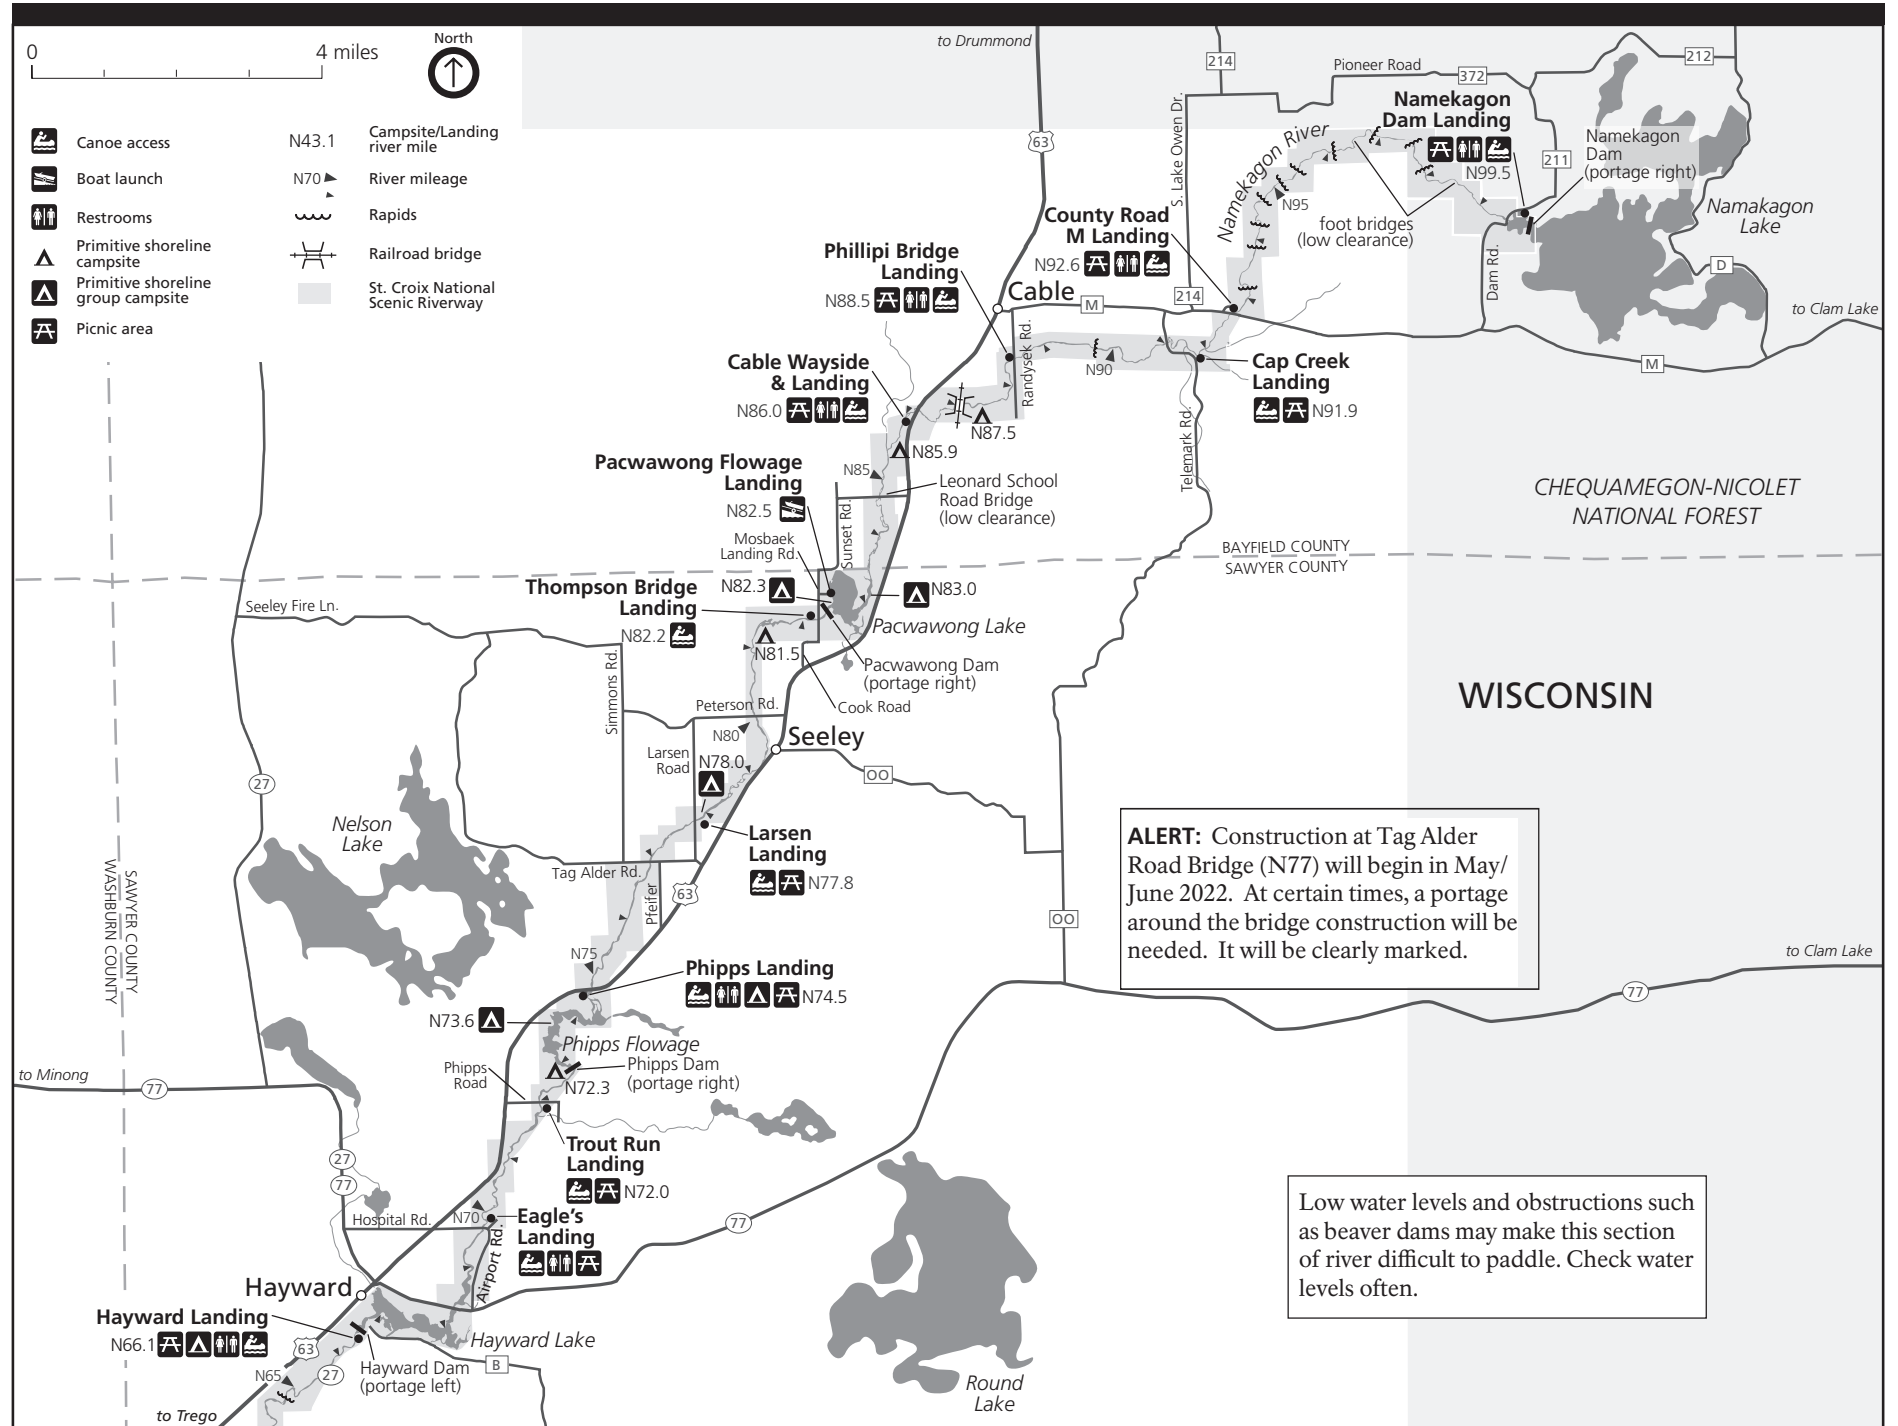 0
4 miles
North
Canoe access
Boat launch
Restrooms
Primitive shoreline
campsite
Primitive shoreline
group campsite
Picnic area
N43.1
Campsite/Landing
river mile
N70
River mileage
Rapids
Railroad bridge
St. Croix National
Scenic Riverway
to Drummond
63
214
S. Lake Owen Dr.
Pioneer Road
372
212
Namekagon
Dam Landing
N99.5
Namekagon
Dam
(portage right)
211
Namekagon River
N95
foot bridges
(low clearance)
Namakagon
Lake
Dam Rd.
D
to Clam Lake
M
County Road
M Landing
N92.6
214
Phillipi Bridge
Landing
N88.5
Cable
M
Randysek Rd.
N90
Cap Creek
Landing
N91.9
Telemark Rd.
Cable Wayside
& Landing
N86.0
N87.5
N85.9
N85
Pacwawong Flowage
Landing
N82.5
Leonard School
Road Bridge
(low clearance)
Sunset Rd.
Mosbaek
Landing Rd.
CHEQUAMEGON-NICOLET
NATIONAL FOREST
BAYFIELD COUNTY
SAWYER COUNTY
Thompson Bridge
Landing
N82.2
N82.3
N83.0
Pacwawong Lake
N81.5
Pacwawong Dam
(portage right)
Cook Road
Seeley Fire Ln.
Simmons Rd.
Peterson Rd.
N80
Seeley
WISCONSIN
Larsen
Road
N78.0
OO
27
Nelson
Lake
Larsen
Landing
N77.8
Tag Alder Rd.
Pfeifer
63
SAWYER COUNTY
WASHBURN COUNTY
ALERT: Construction at Tag Alder
Road Bridge (N77) will begin in May/
June 2022. At certain times, a portage
around the bridge construction will be
needed. It will be clearly marked.
OO
to Clam Lake
77
N75
Phipps Landing
N74.5
N73.6
Phipps Flowage
Phipps
Road
Phipps Dam
(portage right)
N72.3
to Minong
77
Trout Run
Landing
N72.0
27
77
Hospital Rd.
N70
Eagle's
Landing
Airport Rd.
77
Low water levels and obstructions such
as beaver dams may make this section
of river difficult to paddle. Check water
levels often.
Hayward
Hayward Landing
N66.1
Hayward Lake
63
27
N65
Hayward Dam
(portage left)
B
to Trego
Round
Lake